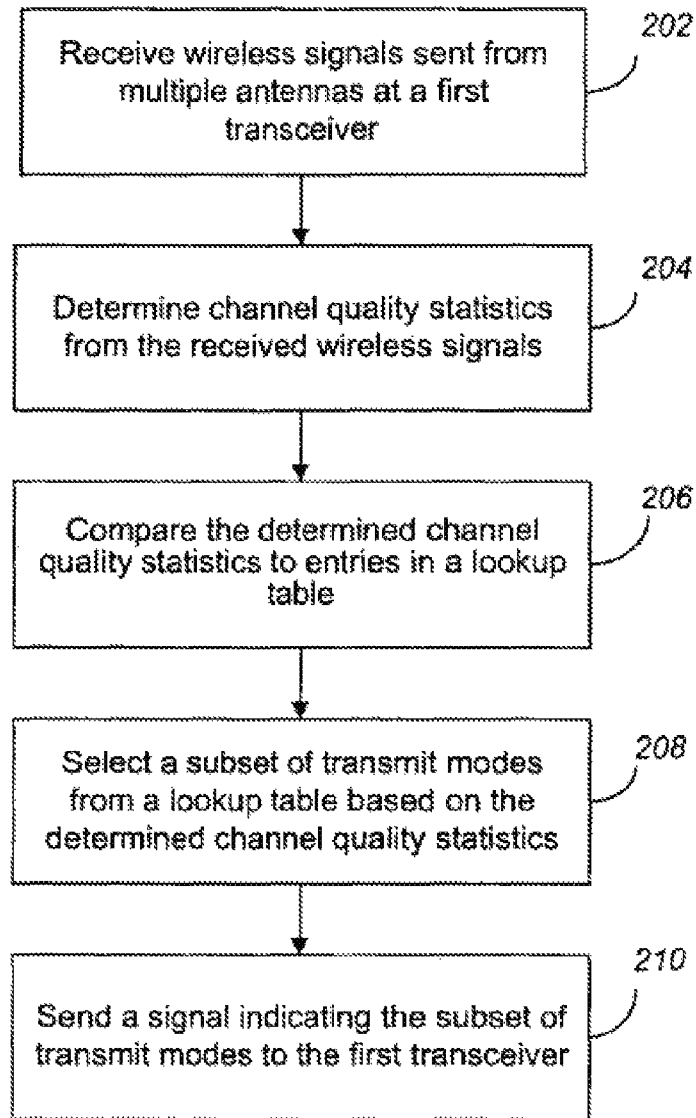 202
Receive wireless signals sent from
multiple antennas at a first
transceiver
204
Determine channel quality statistics
from the received wireless signals
206
Compare the determined channel
quality statistics to entries in a lookup
table
208
Select a subset of transmit modes
from a lookup table based on the
determined channel quality statistics
210
Send a signal indicating the subset of
transmit modes to the first transceiver